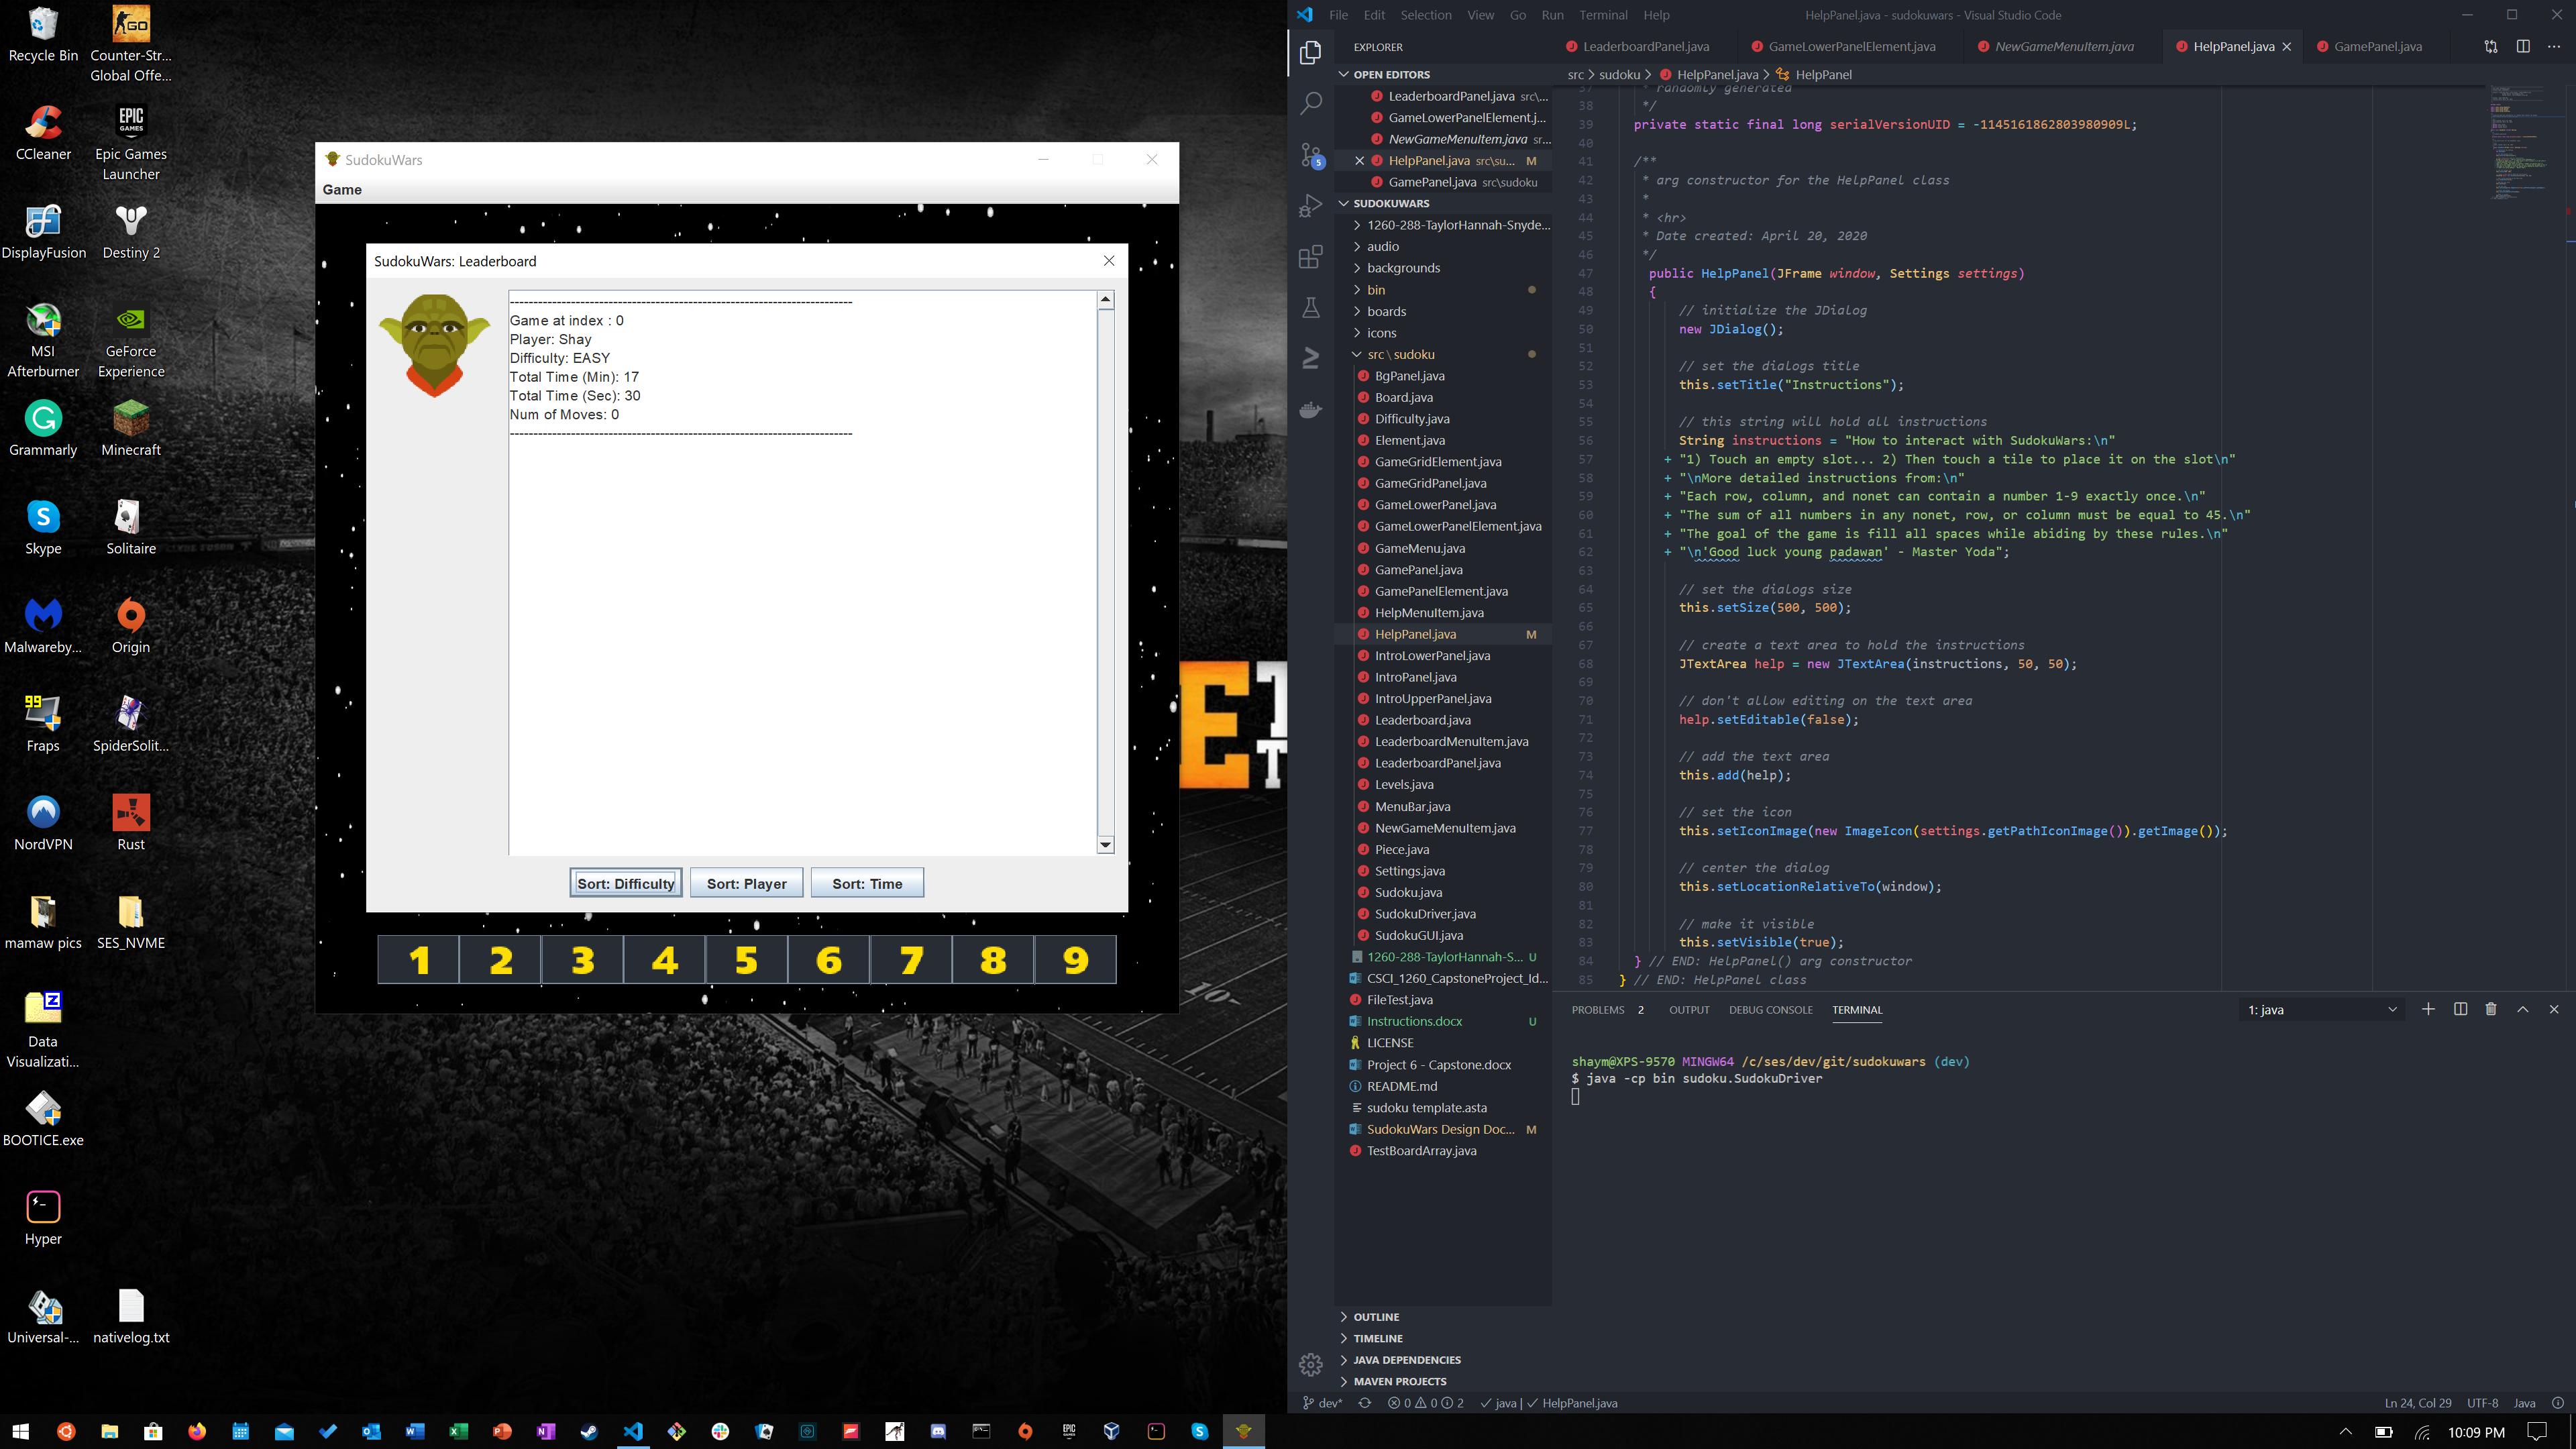 Recycle Bin
Counter-Str...
Global Offe...
CCleaner
Epic Games
Launcher
DisplayFusion
Destiny 2
MSI
Afterburner
GeForce
Experience
Grammarly
Minecraft
Skype
Solitaire
Malwareby...
Origin
Fraps
SpiderSolit...
NordVPN
Rust
mamaw pics
SES_NVME
Data
Visualizati...
BOOTICE.exe
Hyper
Universal-...
nativelog.txt
SudokuWars
Game
SudokuWars: Leaderboard
--------------------------------------------------------------------------
Game at index : 0
Player: Shay
Difficulty: EASY
Total Time (Min): 17
Total Time (Sec): 30
Num of Moves: 0
--------------------------------------------------------------------------
Sort: Difficulty
Sort: Player
Sort: Time
1 2 3 4 5 6 7 8 9
File Edit Selection View Go Run Terminal Help
HelpPanel.java - sudokuwars - Visual Studio Code
EXPLORER
OPEN EDITORS
LeaderboardPanel.java src\...
GameLowerPanelElement.j...
NewGameMenuItem.java sr...
HelpPanel.java src\su... M
GamePanel.java src\sudoku
SUDOKUWARS
1260-288-TaylorHannah-Snyde...
audio
backgrounds
bin
boards
icons
src\sudoku
BgPanel.java
Board.java
Difficulty.java
Element.java
GameGridElement.java
GameGridPanel.java
GameLowerPanel.java
GameLowerPanelElement.java
GameMenu.java
GamePanel.java
GamePanelElement.java
HelpMenuItem.java
HelpPanel.java M
IntroLowerPanel.java
IntroPanel.java
IntroUpperPanel.java
Leaderboard.java
LeaderboardMenuItem.java
LeaderboardPanel.java
Levels.java
MenuBar.java
NewGameMenuItem.java
Piece.java
Settings.java
Sudoku.java
SudokuDriver.java
SudokuGUI.java
1260-288-TaylorHannah-S... U
CSCI_1260_CapstoneProject_Id...
FileTest.java
Instructions.docx U
LICENSE
Project 6 - Capstone.docx
README.md
sudoku template.asta
SudokuWars Design Doc... M
TestBoardArray.java
OUTLINE
TIMELINE
JAVA DEPENDENCIES
MAVEN PROJECTS
LeaderboardPanel.java
GameLowerPanelElement.java
NewGameMenuItem.java
HelpPanel.java
GamePanel.java
src > sudoku > HelpPanel.java > HelpPanel
37 * randomly generated
38 */
39 private static final long serialVersionUID = -1145161862803980909L;
40
41 /**
42 * arg constructor for the HelpPanel class
43 *
44 * <hr>
45 * Date created: April 20, 2020
46 */
47 public HelpPanel(JFrame window, Settings settings)
48 {
49 // initialize the JDialog
50 new JDialog();
51
52 // set the dialogs title
53 this.setTitle("Instructions");
54
55 // this string will hold all instructions
56 String instructions = "How to interact with SudokuWars:\n"
57 + "1) Touch an empty slot... 2) Then touch a tile to place it on the slot\n"
58 + "\nMore detailed instructions from:\n"
59 + "Each row, column, and nonet can contain a number 1-9 exactly once.\n"
60 + "The sum of all numbers in any nonet, row, or column must be equal to 45.\n"
61 + "The goal of the game is fill all spaces while abiding by these rules.\n"
62 + "\n'Good luck young padawan' - Master Yoda";
63
64 // set the dialogs size
65 this.setSize(500, 500);
66
67 // create a text area to hold the instructions
68 JTextArea help = new JTextArea(instructions, 50, 50);
69
70 // don't allow editing on the text area
71 help.setEditable(false);
72
73 // add the text area
74 this.add(help);
75
76 // set the icon
77 this.setIconImage(new ImageIcon(settings.getPathIconImage()).getImage());
78
79 // center the dialog
80 this.setLocationRelativeTo(window);
81
82 // make it visible
83 this.setVisible(true);
84 } // END: HelpPanel() arg constructor
85 } // END: HelpPanel class
PROBLEMS 2 OUTPUT DEBUG CONSOLE TERMINAL
1: java
shaym@XPS-9570 MINGW64 /c/ses/dev/git/sudokuwars (dev)
$ java -cp bin sudoku.SudokuDriver
dev* 0 0 2 java | HelpPanel.java
Ln 24, Col 29 UTF-8 Java
10:09 PM